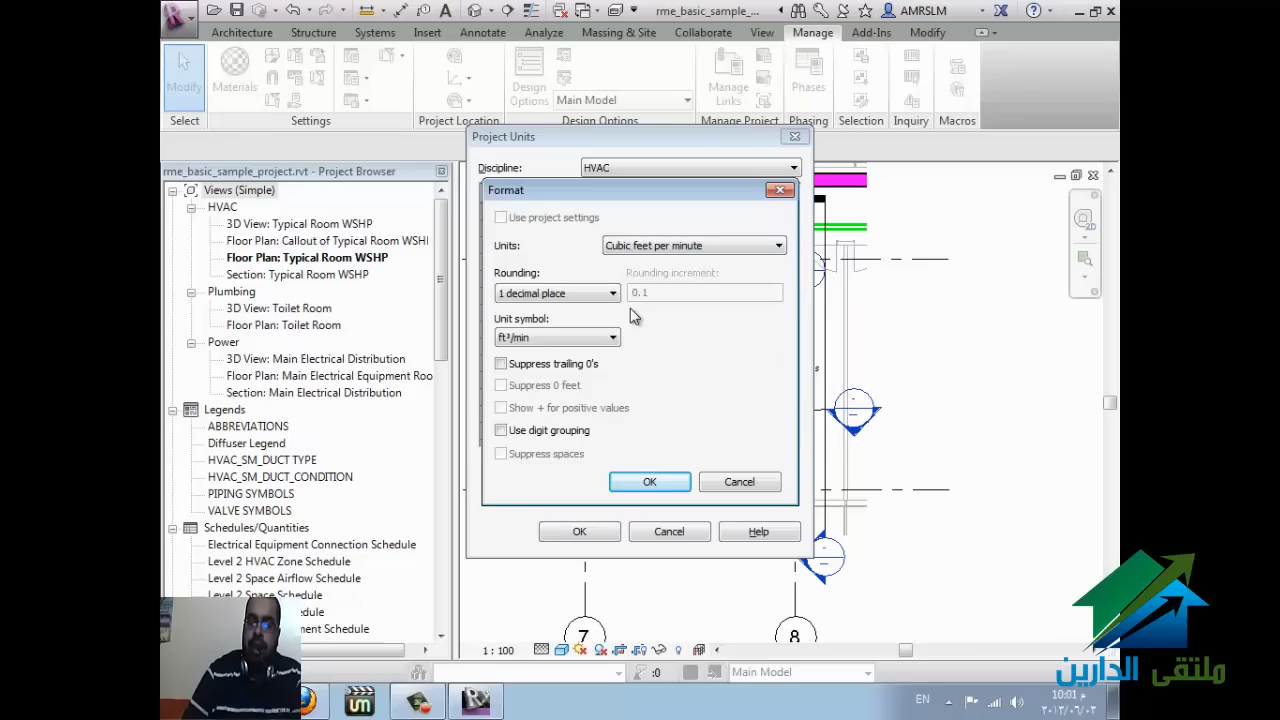 rme_basic_sample_...
AMRSLM
Architecture
Structure
Systems
Insert
Annotate
Analyze
Massing & Site
Collaborate
View
Manage
Add-Ins
Modify
Modify
Materials
Design Options
Main Model
Manage Links
Phases
Select
Settings
Project Location
Design Options
Manage Project
Phasing
Selection
Inquiry
Macros
rme_basic_sample_project.rvt - Project Browser
Views (Simple)
HVAC
3D View: Typical Room WSHP
Floor Plan: Callout of Typical Room WSHI
Floor Plan: Typical Room WSHP
Section: Typical Room WSHP
Plumbing
3D View: Toilet Room
Floor Plan: Toilet Room
Power
3D View: Main Electrical Distribution
Floor Plan: Main Electrical Equipment Roo
Section: Main Electrical Distribution
Legends
ABBREVIATIONS
Diffuser Legend
HVAC_SM_DUCT TYPE
HVAC_SM_DUCT_CONDITION
PIPING SYMBOLS
VALVE SYMBOLS
Schedules/Quantities
Electrical Equipment Connection Schedule
Level 2 HVAC Zone Schedule
Level 2 Space Airflow Schedule
Level 2 Space Schedule
Project Units
Discipline:
HVAC
Format
Use project settings
Units:
Cubic feet per minute
Rounding:
Rounding increment:
1 decimal place
0.1
Unit symbol:
ft³/min
Suppress trailing 0's
Suppress 0 feet
Show + for positive values
Use digit grouping
Suppress spaces
OK
Cancel
OK
Cancel
Help
2D
7
8
1 : 100
:0
Main Model
EN
10:01 م
٢٠١٣/٠٦/٠٣
ملتقى الدارين